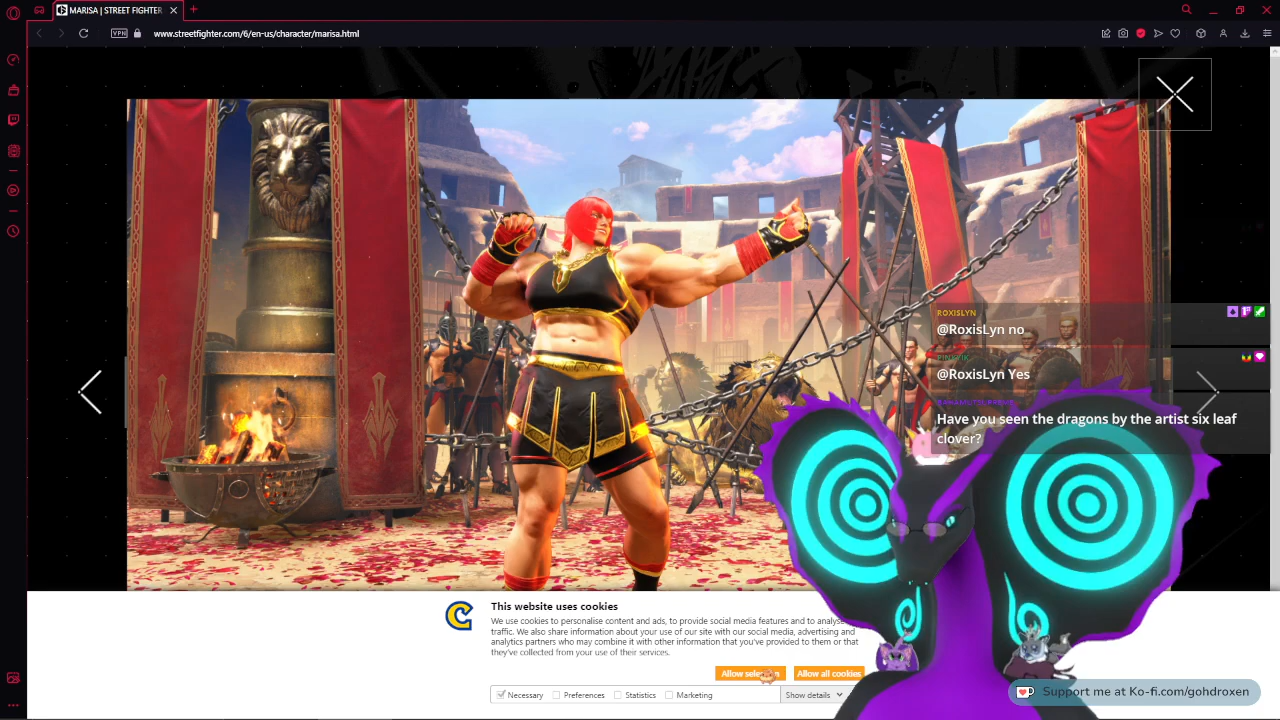 MARISA | STREET FIGHTER
VPN
www.streetfighter.com/6/en-us/character/marisa.html
ROXISLYN
@RoxisLyn no
@RoxisLyn Yes
Have you seen the dragons by the artist six leaf
clover?
This website uses cookies
We use cookies to personalise content and ads, to provide social media features and to analyse
traffic. We also share information about your use of our site with our social media, advertising and
analytics partners who may combine it with other information that you've provided to them or that
they've collected from your use of their services.
Allow Allow all cookies
Necessary Preferences Statistics Marketing Show details
Support me at Ko-fi.com/gohdroxen